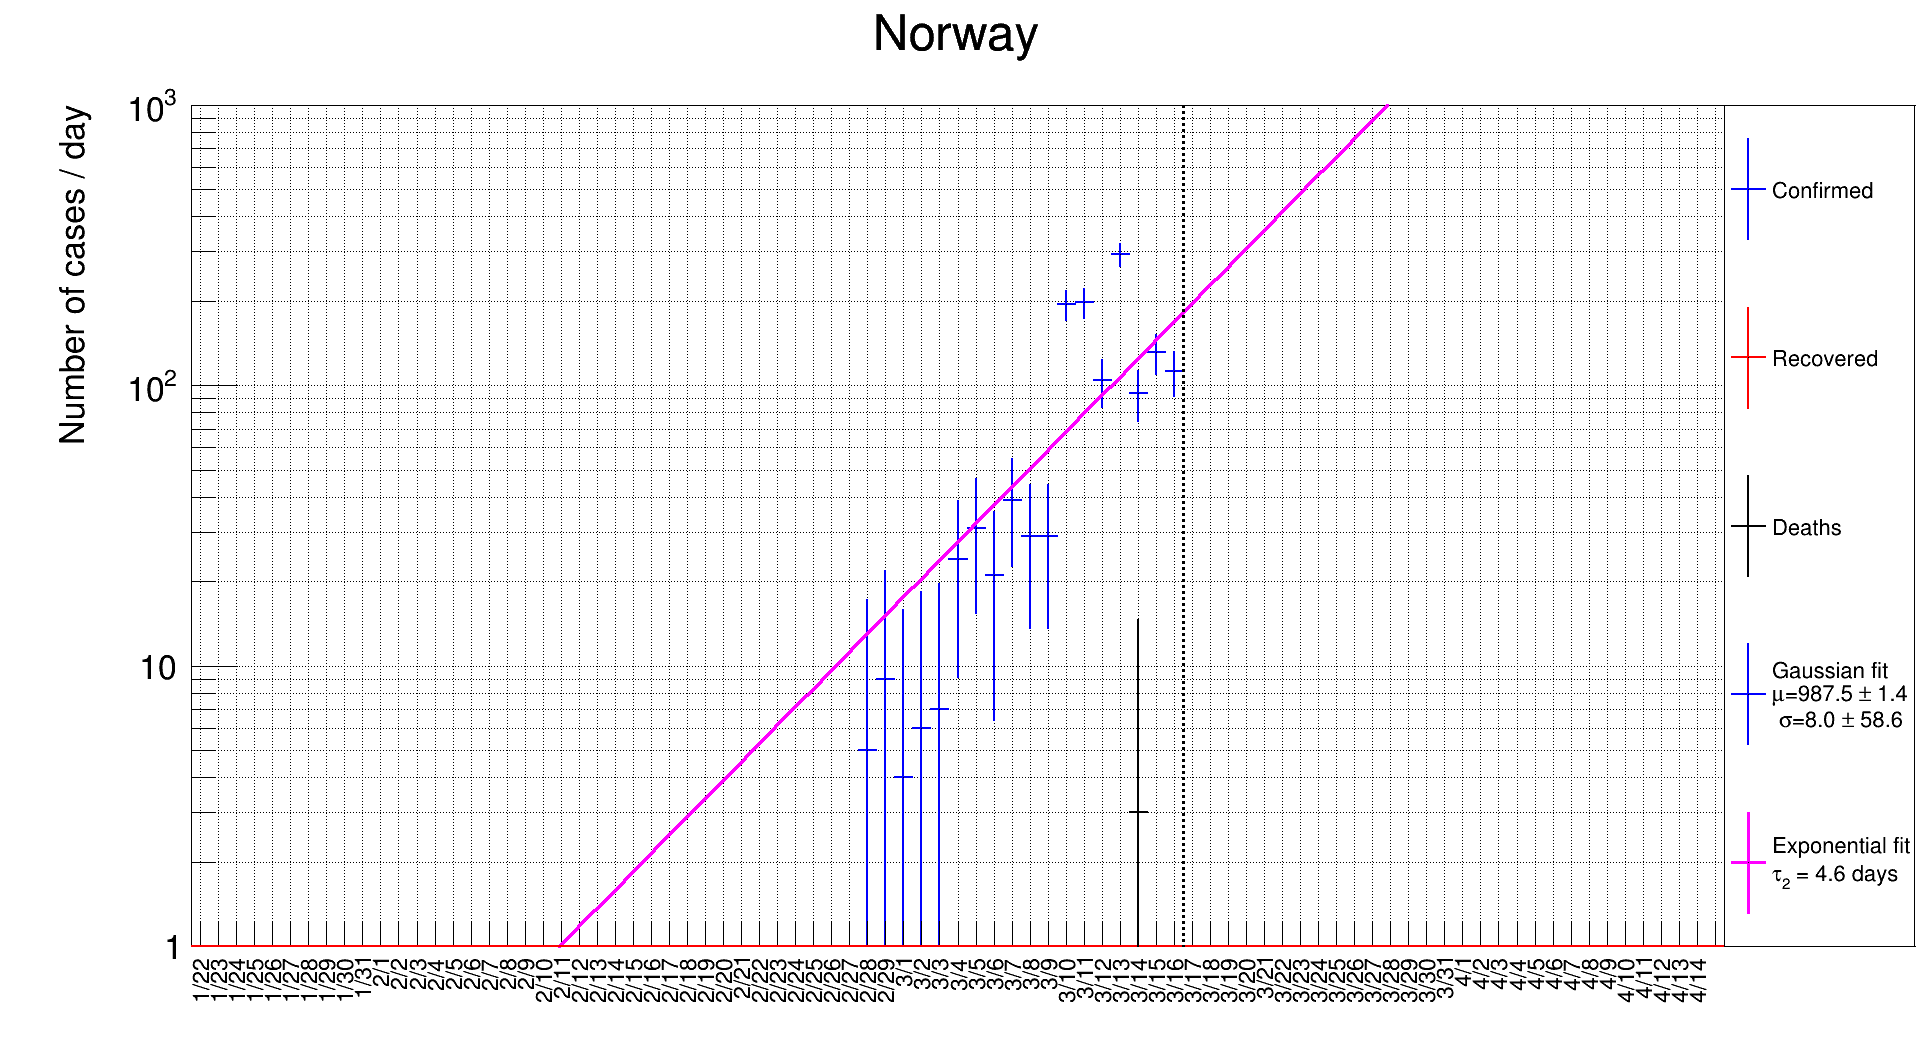 Norway
Number of cases / day
10³
10²
10
1
1/22 1/23 1/24 1/25 1/26 1/27 1/28 1/29 1/30 1/31 2/1 2/2 2/3 2/4 2/5 2/6 2/7 2/8 2/9 2/10 2/11 2/12 2/13 2/14 2/15 2/16 2/17 2/18 2/19 2/20 2/21 2/22 2/23 2/24 2/25 2/26 2/27 2/28 2/29 3/1 3/2 3/3 3/4 3/5 3/6 3/7 3/8 3/9 3/10 3/11 3/12 3/13 3/14 3/15 3/16 3/17 3/18 3/19 3/20 3/21 3/22 3/23 3/24 3/25 3/26 3/27 3/28 3/29 3/30 3/31 4/1 4/2 4/3 4/4 4/5 4/6 4/7 4/8 4/9 4/10 4/11 4/12 4/13 4/14
Confirmed
Recovered
Deaths
Gaussian fit
μ=987.5 ± 1.4
σ=8.0 ± 58.6
Exponential fit
τ₂ = 4.6 days